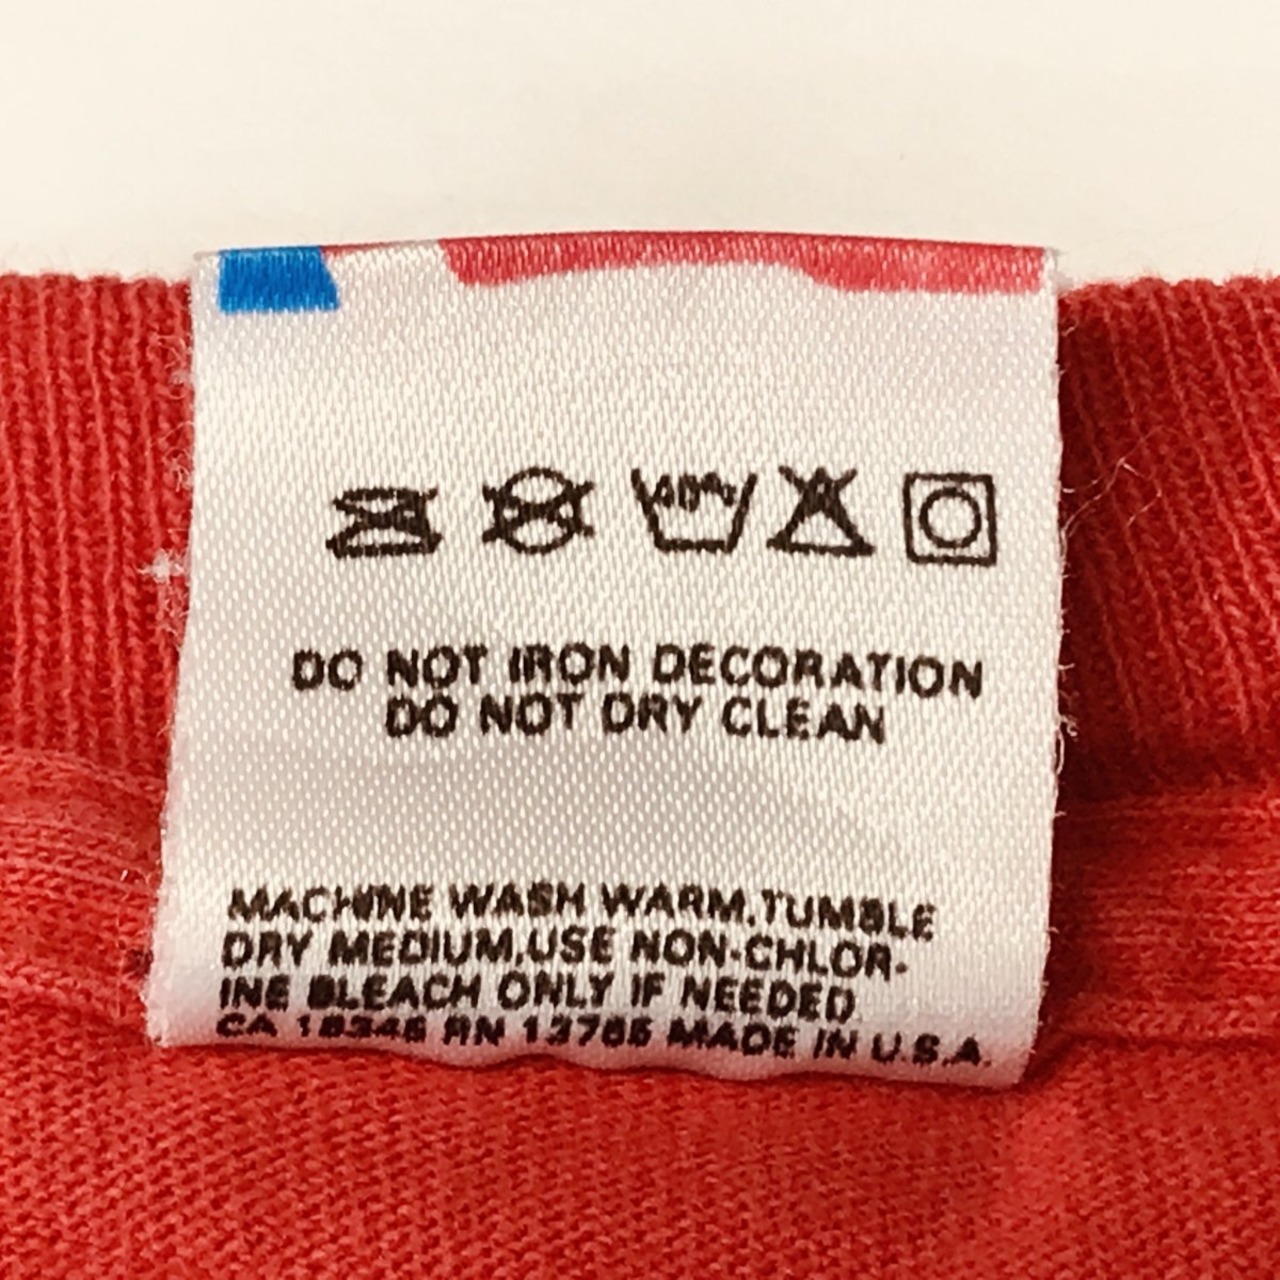 40°
DO NOT IRON DECORATION
DO NOT DRY CLEAN
MACHINE WASH WARM,TUMBLE
DRY MEDIUM,USE NON-CHLOR-
INE BLEACH ONLY IF NEEDED
CA 18346 RN 13765 MADE IN U.S.A.